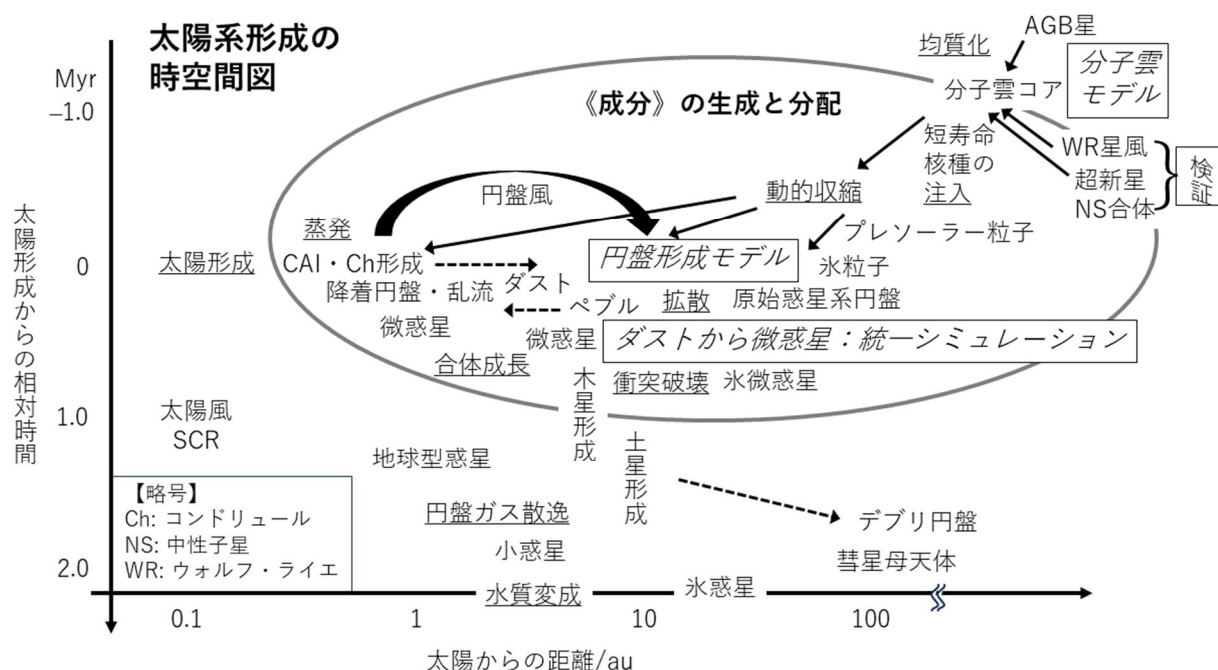 太陽系形成の
時空間図
Myr
–1.0
0
1.0
2.0
太陽形成からの相対時間
AGB星
均質化
分子雲コア
分子雲
モデル
《成分》の生成と分配
短寿命
核種の
注入
WR星風
超新星
NS合体
検証
動的収縮
円盤風
蒸発
プレソーラー粒子
太陽形成
CAI・Ch形成
円盤形成モデル
氷粒子
ダスト
降着円盤・乱流
ペブル
拡散
原始惑星系円盤
微惑星
微惑星
ダストから微惑星：統一シミュレーション
合体成長
木星形成
衝突破壊
氷微惑星
太陽風
SCR
地球型惑星
土星形成
【略号】
Ch: コンドリュール
NS: 中性子星
WR: ウォルフ・ライエ
円盤ガス散逸
デブリ円盤
小惑星
彗星母天体
水質変成
氷惑星
0.1
1
10
100
太陽からの距離/au